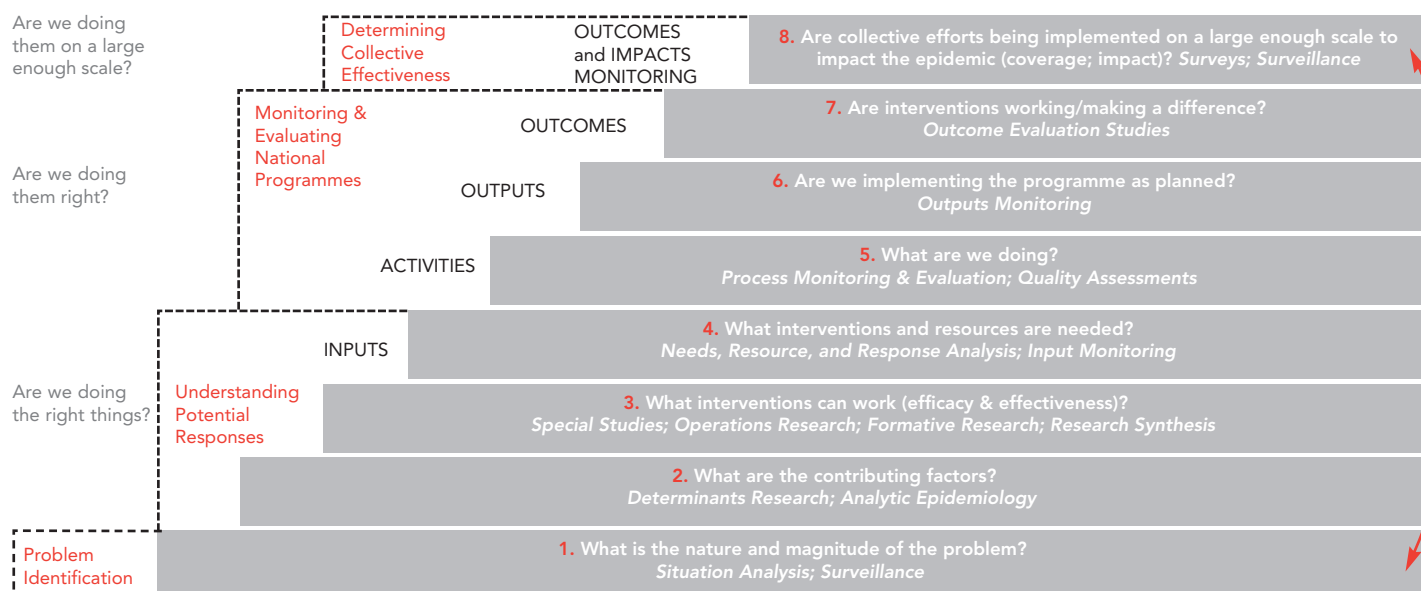 Are we doing
them on a large
enough scale?
Determining
Collective
Effectiveness
OUTCOMES
and IMPACTS
MONITORING
8. Are collective efforts being implemented on a large enough scale to
impact the epidemic (coverage; impact)? Surveys; Surveillance
Monitoring &
Evaluating
National
Programmes
OUTCOMES
7. Are interventions working/making a difference?
Outcome Evaluation Studies
Are we doing
them right?
OUTPUTS
6. Are we implementing the programme as planned?
Outputs Monitoring
ACTIVITIES
5. What are we doing?
Process Monitoring & Evaluation; Quality Assessments
INPUTS
4. What interventions and resources are needed?
Needs, Resource, and Response Analysis; Input Monitoring
Are we doing
the right things?
Understanding
Potential
Responses
3. What interventions can work (efficacy & effectiveness)?
Special Studies; Operations Research; Formative Research; Research Synthesis
2. What are the contributing factors?
Determinants Research; Analytic Epidemiology
Problem
Identification
1. What is the nature and magnitude of the problem?
Situation Analysis; Surveillance